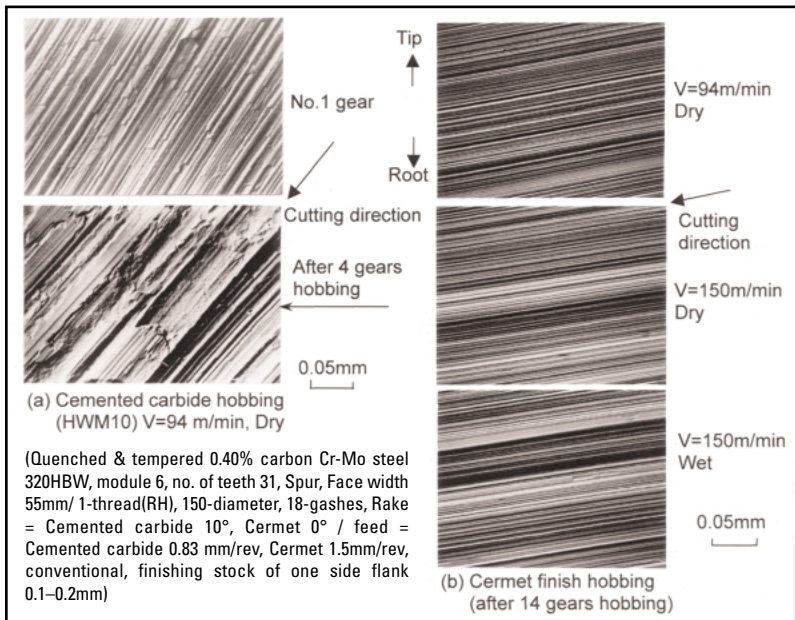 No.1 gear
Cutting direction
After 4 gears
hobbing
0.05mm
(a) Cemented carbide hobbing
(HWM10) V=94 m/min, Dry
(Quenched & tempered 0.40% carbon Cr-Mo steel
320HBW, module 6, no. of teeth 31, Spur, Face width
55mm/ 1-thread(RH), 150-diameter, 18-gashes, Rake
= Cemented carbide 10°, Cermet 0° / feed =
Cemented carbide 0.83 mm/rev, Cermet 1.5mm/rev,
conventional, finishing stock of one side flank
0.1–0.2mm)
Tip
Root
V=94m/min
Dry
Cutting
direction
V=150m/min
Dry
V=150m/min
Wet
0.05mm
(b) Cermet finish hobbing
(after 14 gears hobbing)